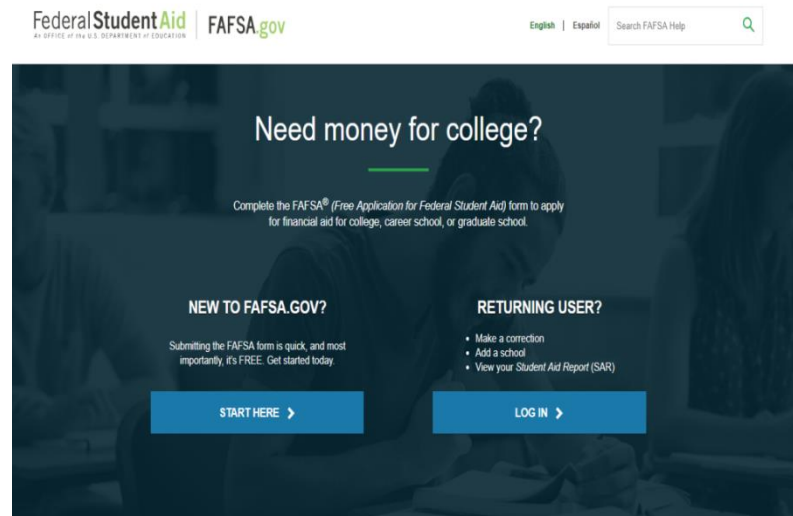 Federal Student Aid
An OFFICE of the U.S. DEPARTMENT of EDUCATION
FAFSA.gov
English | Español
Search FAFSA Help
Need money for college?
Complete the FAFSA® (Free Application for Federal Student Aid) form to apply
for financial aid for college, career school, or graduate school.
NEW TO FAFSA.GOV?
Submitting the FAFSA form is quick, and most
importantly, it's FREE. Get started today.
START HERE
RETURNING USER?
• Make a correction
• Add a school
• View your Student Aid Report (SAR)
LOG IN